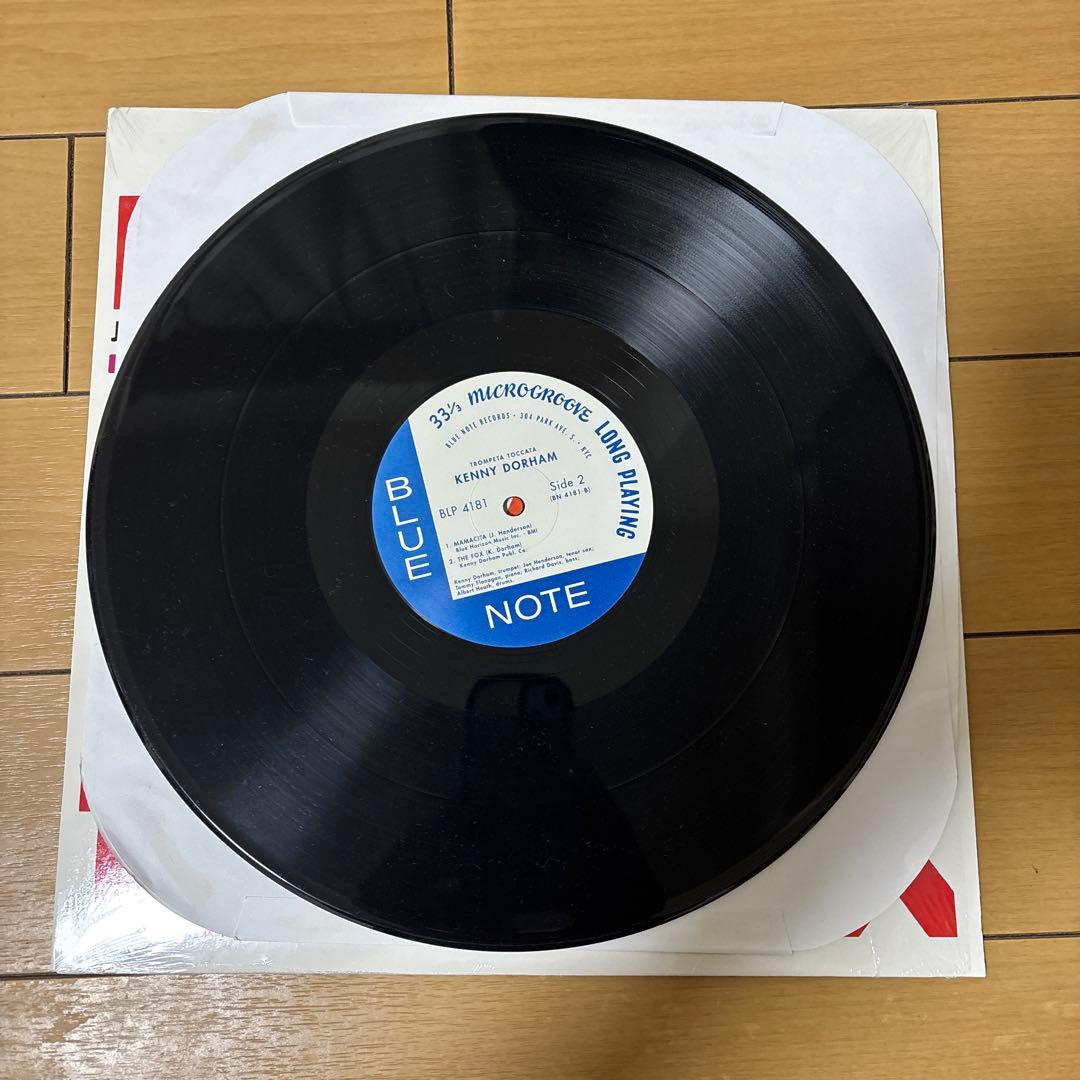 33⅓ MICROGROOVE LONG PLAYING
BLUE NOTE RECORDS • 304 PARK AVE. S. • NYC
TROMPETA TOCCATA
KENNY DORHAM
BLP 4181
Side 2
(BN 4181-B)
1. MAMACITA (J. Henderson)
Blue Horizon Music Inc. - BMI
2. THE FOX (K. Dorham)
Kenny Dorham Publ. Co.
Kenny Dorham, trumpet; Joe Henderson, tenor sax;
Tommy Flanagan, piano; Richard Davis, bass;
Albert Heath, drums.
BLUE
NOTE
J